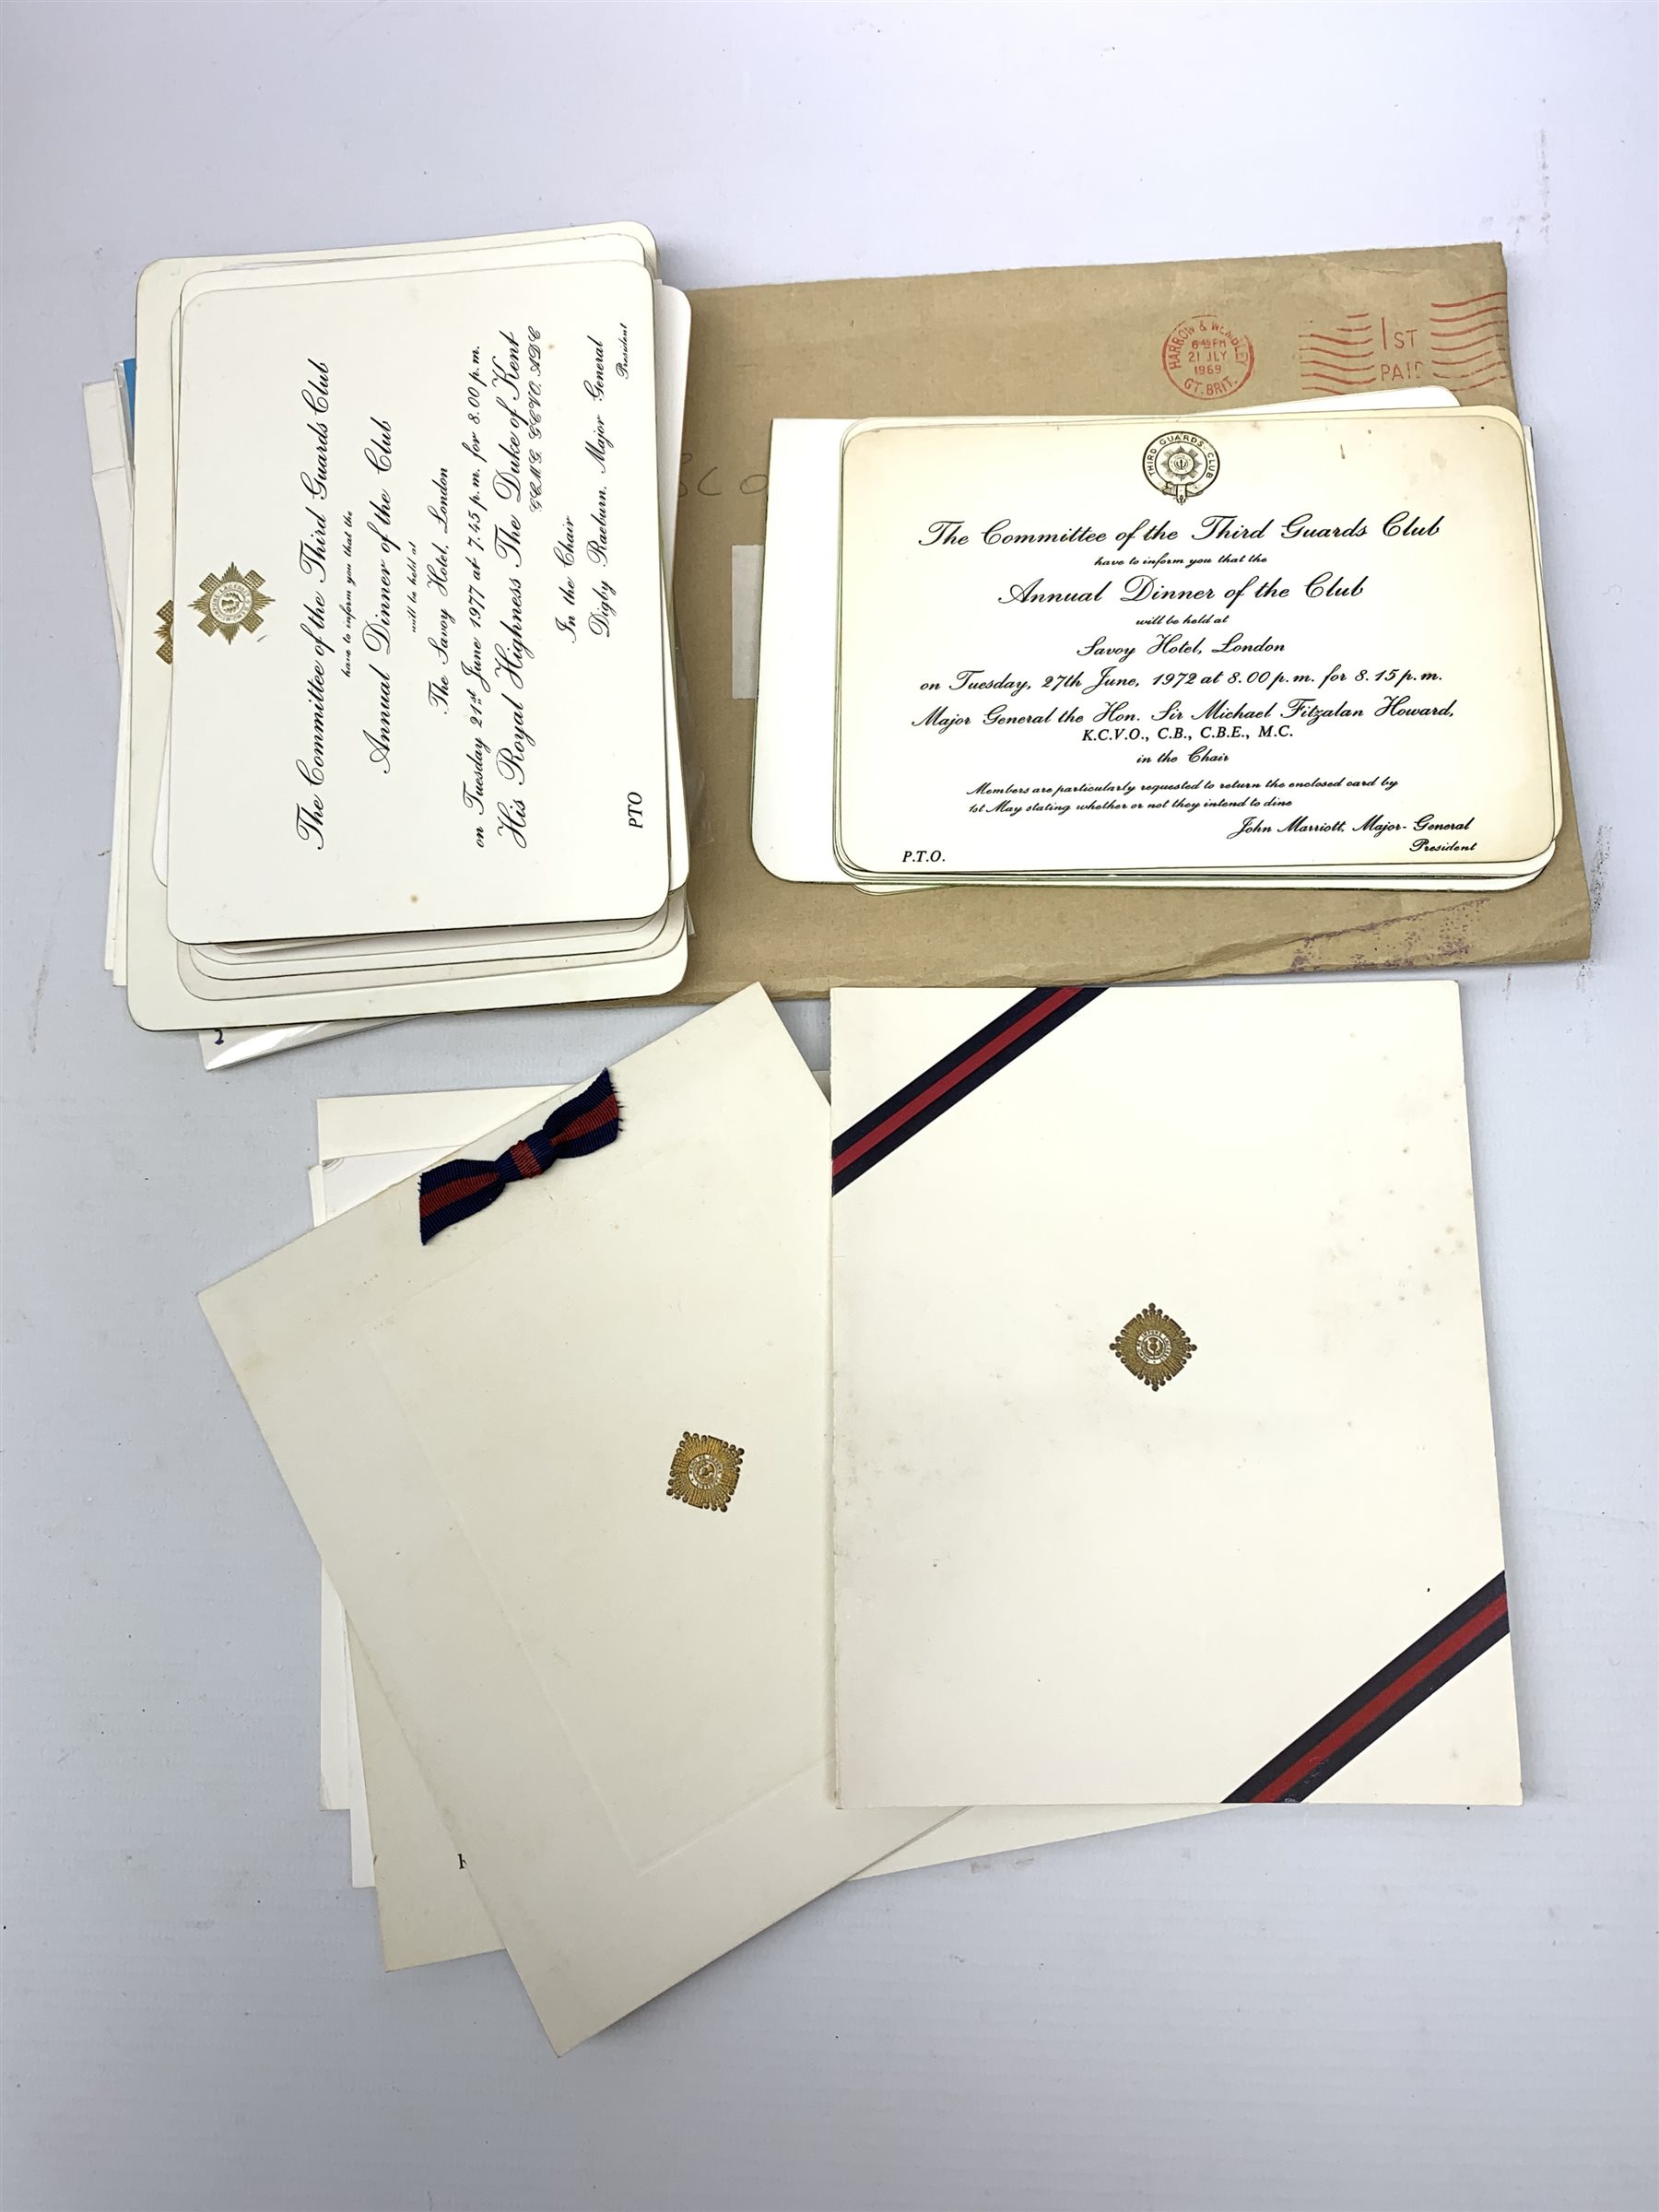 The Committee of the Third Guards Club
have to inform you that the
Annual Dinner of the Club
will be held at
The Savoy Hotel, London
on Tuesday 21st June 1977 at 7.45 p.m. for 8.00 p.m.
His Royal Highness The Duke of Kent
GCMG. GCVO. ADC
In the Chair
Digby Raeburn, Major General
President
PTO
HARROW & WEMBLEY
6 45 PM
21 JLY
1969
GT. BRIT.
1ST
PAID
THIRD GUARDS CLUB
The Committee of the Third Guards Club
have to inform you that the
Annual Dinner of the Club
will be held at
Savoy Hotel, London
on Tuesday, 27th June, 1972 at 8.00 p.m. for 8.15 p.m.
Major General the Hon. Sir Michael Fitzalan Howard,
K.C.V.O., C.B., C.B.E., M.C.
in the Chair
Members are particularly requested to return the enclosed card by
1st May stating whether or not they intend to dine
John Marriott, Major-General
President
P.T.O.